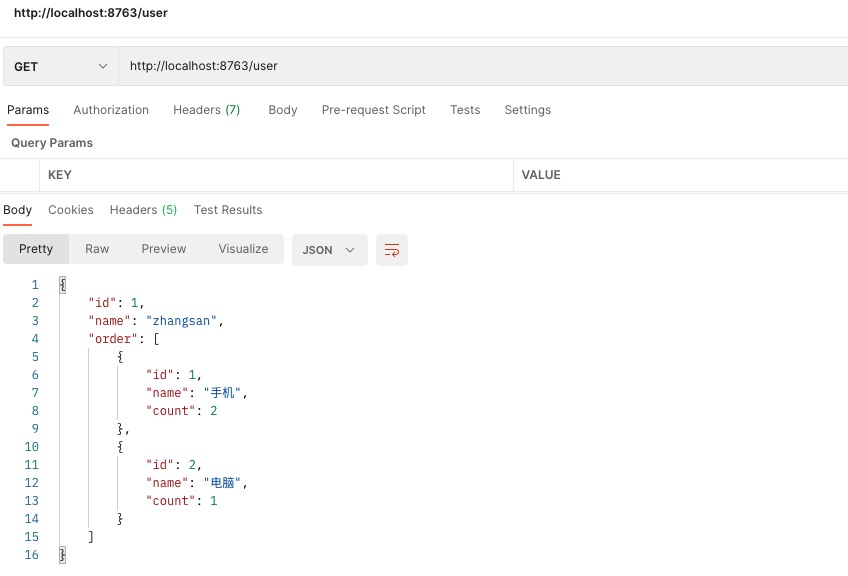 http://localhost:8763/user
GET http://localhost:8763/user
Params Authorization Headers (7) Body Pre-request Script Tests Settings
Query Params
KEY VALUE
Body Cookies Headers (5) Test Results
Pretty Raw Preview Visualize JSON
1 {
2 "id": 1,
3 "name": "zhangsan",
4 "order": [
5 {
6 "id": 1,
7 "name": "手机",
8 "count": 2
9 },
10 {
11 "id": 2,
12 "name": "电脑",
13 "count": 1
14 }
15 ]
16 }